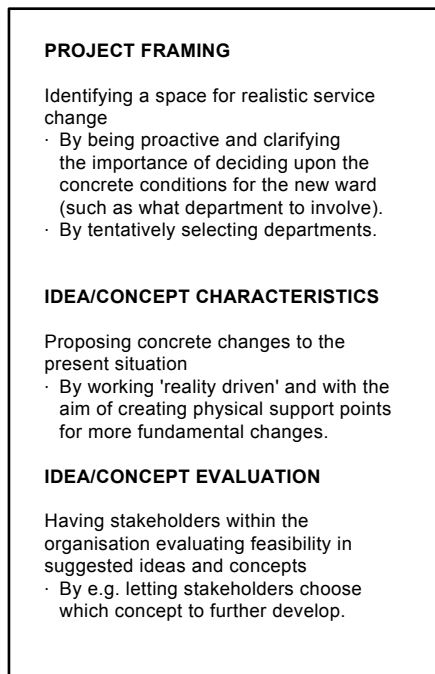 PROJECT FRAMING
Identifying a space for realistic service
change
· By being proactive and clarifying
the importance of deciding upon the
concrete conditions for the new ward
(such as what department to involve).
· By tentatively selecting departments.
IDEA/CONCEPT CHARACTERISTICS
Proposing concrete changes to the
present situation
· By working 'reality driven' and with the
aim of creating physical support points
for more fundamental changes.
IDEA/CONCEPT EVALUATION
Having stakeholders within the
organisation evaluating feasibility in
suggested ideas and concepts
· By e.g. letting stakeholders choose
which concept to further develop.